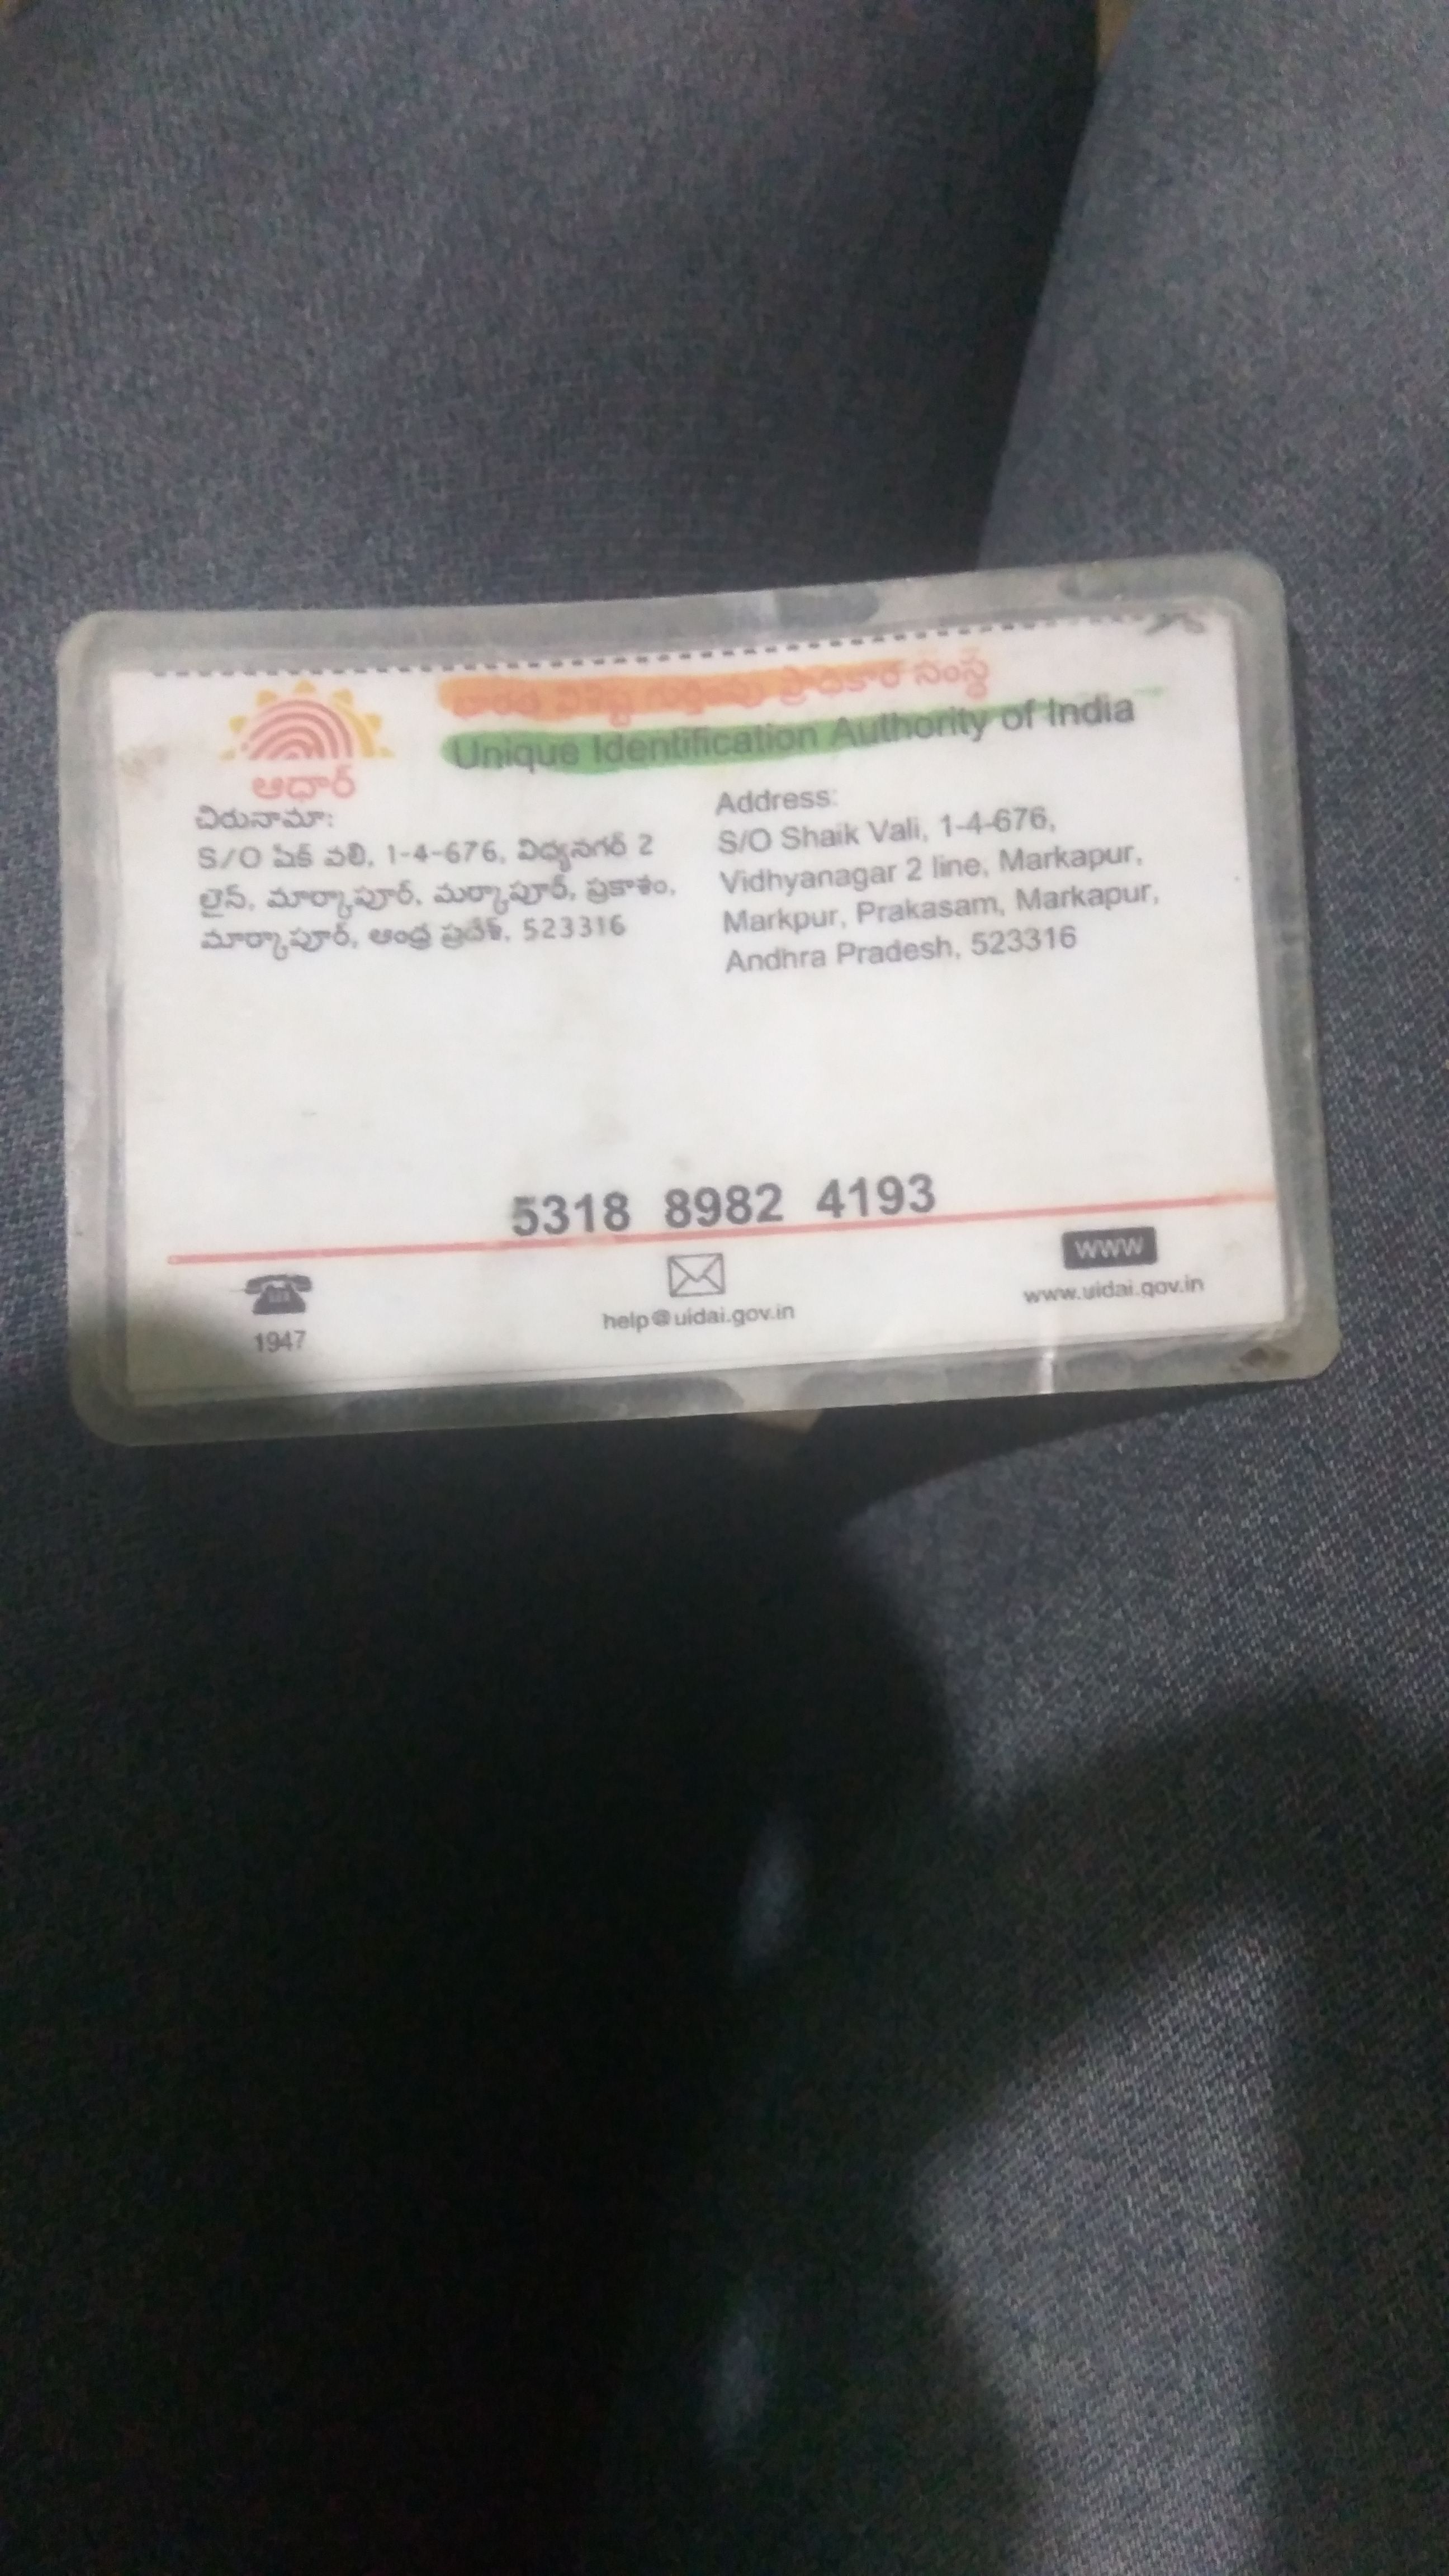 భారత విశిష్ట గుర్తింపు ప్రాధికార సంస్థ
Unique Identification Authority of India
ఆధార్
చిరునామా:
S/O షేక్ వలి, 1-4-676, విధ్యనగర్ 2
లైన్, మార్కాపూర్, మర్కాపూర్, ప్రకాశం,
మార్కాపూర్, ఆంధ్ర ప్రదేశ్, 523316
Address:
S/O Shaik Vali, 1-4-676,
Vidhyanagar 2 line, Markapur,
Markpur, Prakasam, Markapur,
Andhra Pradesh, 523316
5318 8982 4193
1947
help@uidai.gov.in
www
www.uidai.gov.in